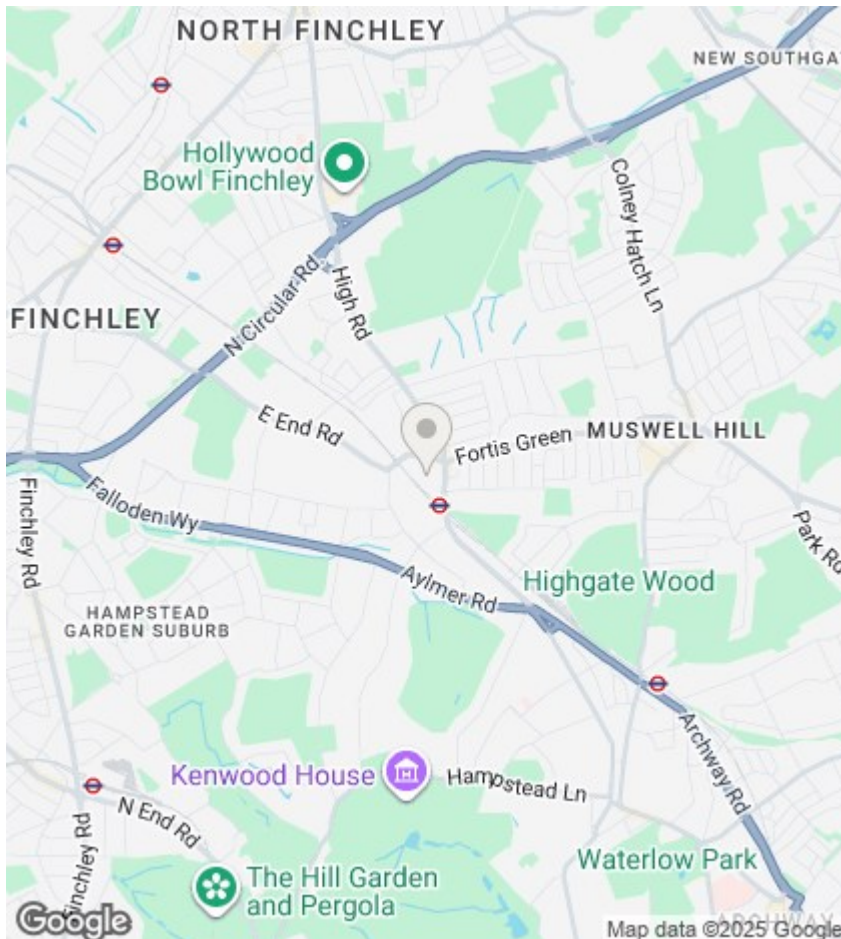 NORTH FINCHLEY
NEW SOUTHGAT
Hollywood
Bowl Finchley
Colney Hatch Ln
N Circular Rd
High Rd
FINCHLEY
E End Rd
Fortis Green
MUSWELL HILL
Finchley Rd
Falloden Wy
Park Rd
Aylmer Rd
Highgate Wood
HAMPSTEAD
GARDEN SUBURB
Archway Rd
Kenwood House
Hampstead Ln
N End Rd
Finchley Rd
Waterlow Park
The Hill Garden
and Pergola
ARCHWAY
Google
Map data ©2025 Google